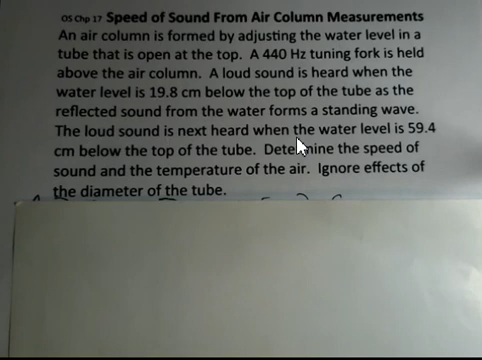 OS Chp 17 Speed of Sound From Air Column Measurements
An air column is formed by adjusting the water level in a
tube that is open at the top. A 440 Hz tuning fork is held
above the air column. A loud sound is heard when the
water level is 19.8 cm below the top of the tube as the
reflected sound from the water forms a standing wave.
The loud sound is next heard when the water level is 59.4
cm below the top of the tube. Determine the speed of
sound and the temperature of the air. Ignore effects of
the diameter of the tube.